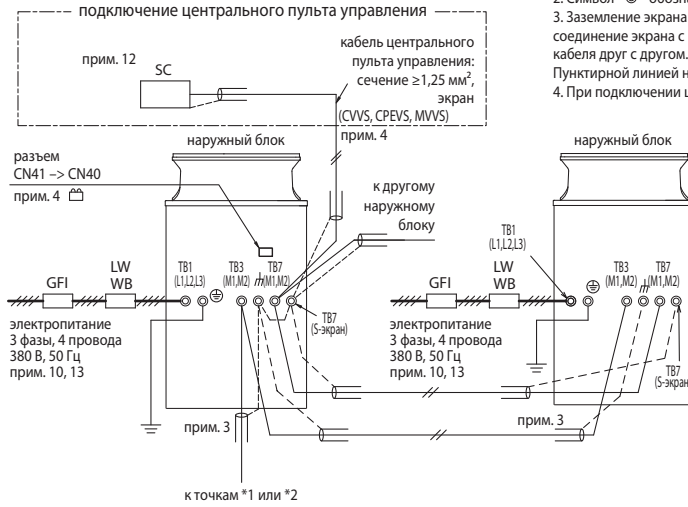 подключение центрального пульта управления
3. Заземление экрана
соединение экрана с
кабеля друг с другом.
4. При подключении
прим. 12
SC
кабель центрального
пульта управления:
сечение ≥1,25 мм²,
экран
(CVVS, CPEVS, MVVS)
прим. 4
наружный блок
наружный блок
разъем
CN41 –> CN40
прим. 4
к другому
наружному
блоку
TB1
(L1,L2,L3)
TB3
(M1,M2)
TB7
(M1,M2)
TB7
(S-экран)
GFI
LW
WB
электропитание
3 фазы, 4 провода
380 В, 50 Гц
прим. 10, 13
TB1
(L1,L2,L3)
TB3
(M1,M2)
TB7
(M1,M2)
TB7
(S-экран
GFI
LW
WB
электропитание
3 фазы, 4 провода
380 В, 50 Гц
прим. 10, 13
прим. 3
прим. 3
к точкам *1 или *2
Пунктирной линией